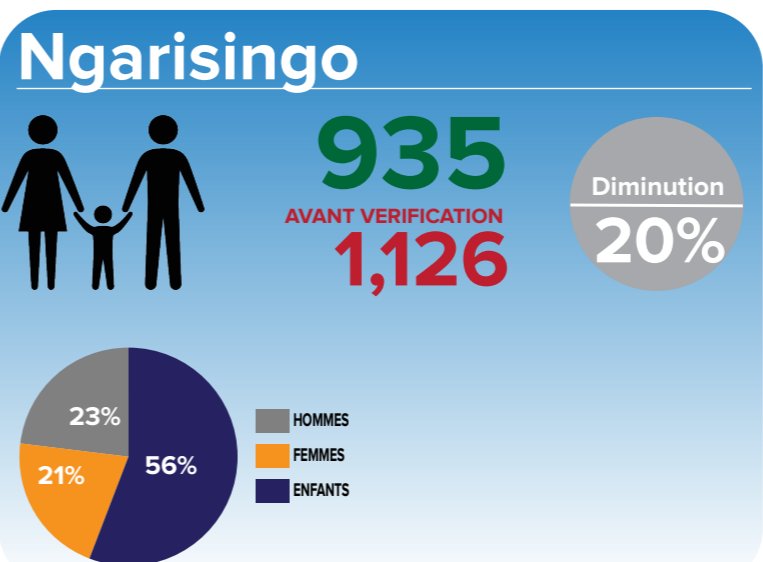 Ngarisingo
935
AVANT VERIFICATION
1,126
Diminution
20%
23%
21%
56%
HOMMES
FEMMES
ENFANTS